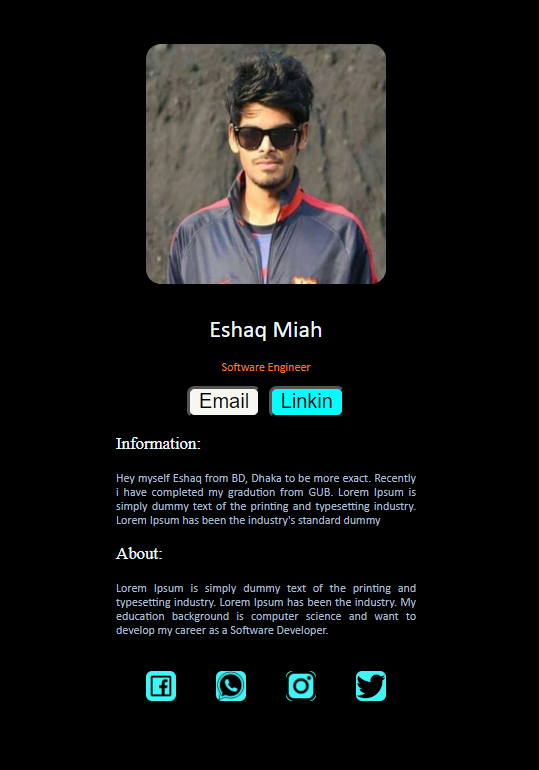 Eshaq Miah
Software Engineer
Email Linkin
Information:
Hey myself Eshaq from BD, Dhaka to be more exact. Recently
i have completed my gradution from GUB. Lorem Ipsum is
simply dummy text of the printing and typesetting industry.
Lorem Ipsum has been the industry's standard dummy
About:
Lorem Ipsum is simply dummy text of the printing and
typesetting industry. Lorem Ipsum has been the industry. My
education background is computer science and want to
develop my career as a Software Developer.